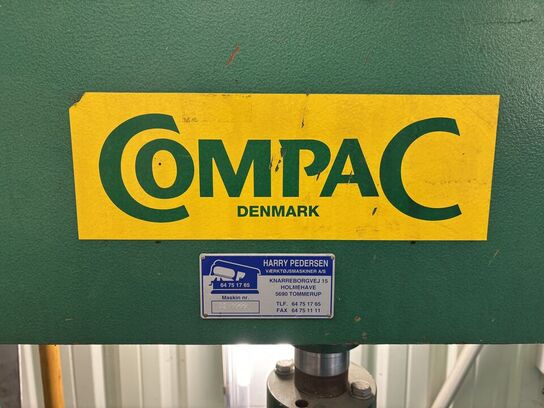 COMPAC
DENMARK
HARRY PEDERSEN
VÆRKTØJSMASKINER A/S
64 75 17 65
KNARREBORGVEJ 15
HOLMEHAVE
5690 TOMMERUP
Maskin nr.
TLF. 64 75 17 65
FAX 64 75 11 11